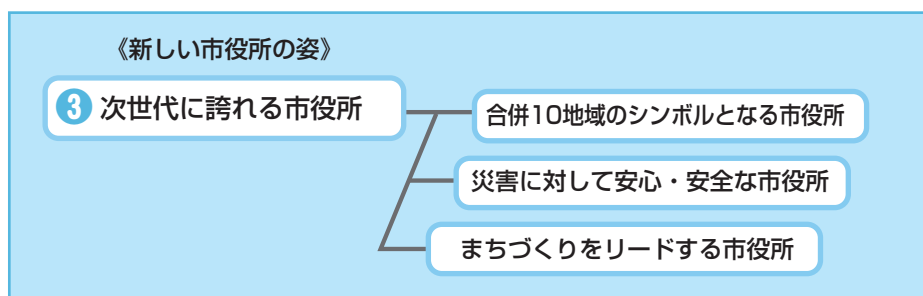 《新しい市役所の姿》
3 次世代に誇れる市役所
合併10地域のシンボルとなる市役所
災害に対して安心・安全な市役所
まちづくりをリードする市役所